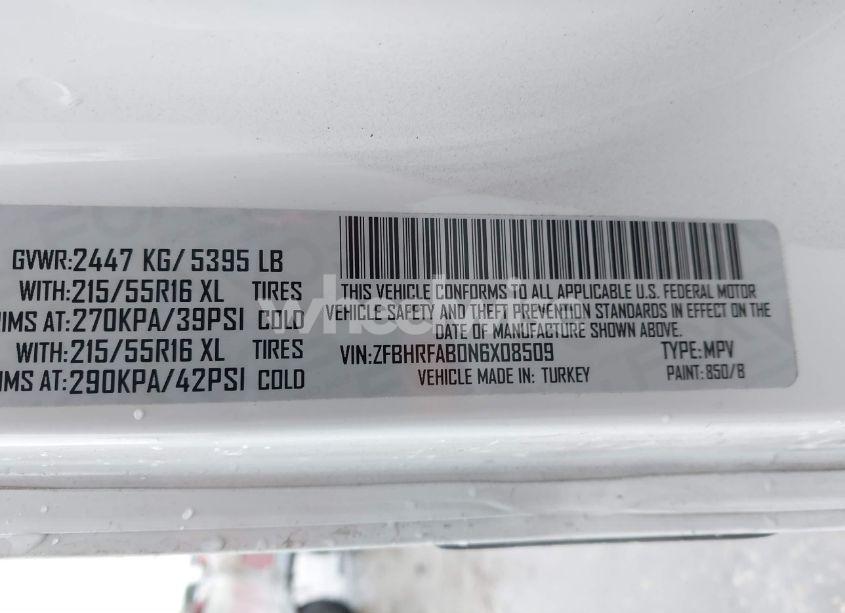 GVWR:2447 KG/ 5395 LB
WITH:215/55R16 XL TIRES
IMS AT:270KPA/39PSI COLD
WITH:215/55R16 XL TIRES
IMS AT:290KPA/42PSI COLD
THIS VEHICLE CONFORMS TO ALL APPLICABLE U.S. FEDERAL MOTOR
VEHICLE SAFETY AND THEFT PREVENTION STANDARDS IN EFFECT ON THE
DATE OF MANUFACTURE SHOWN ABOVE.
VIN:ZFBHRFAB0N6X08509 TYPE:MPV
VEHICLE MADE IN: TURKEY PAINT:850/B